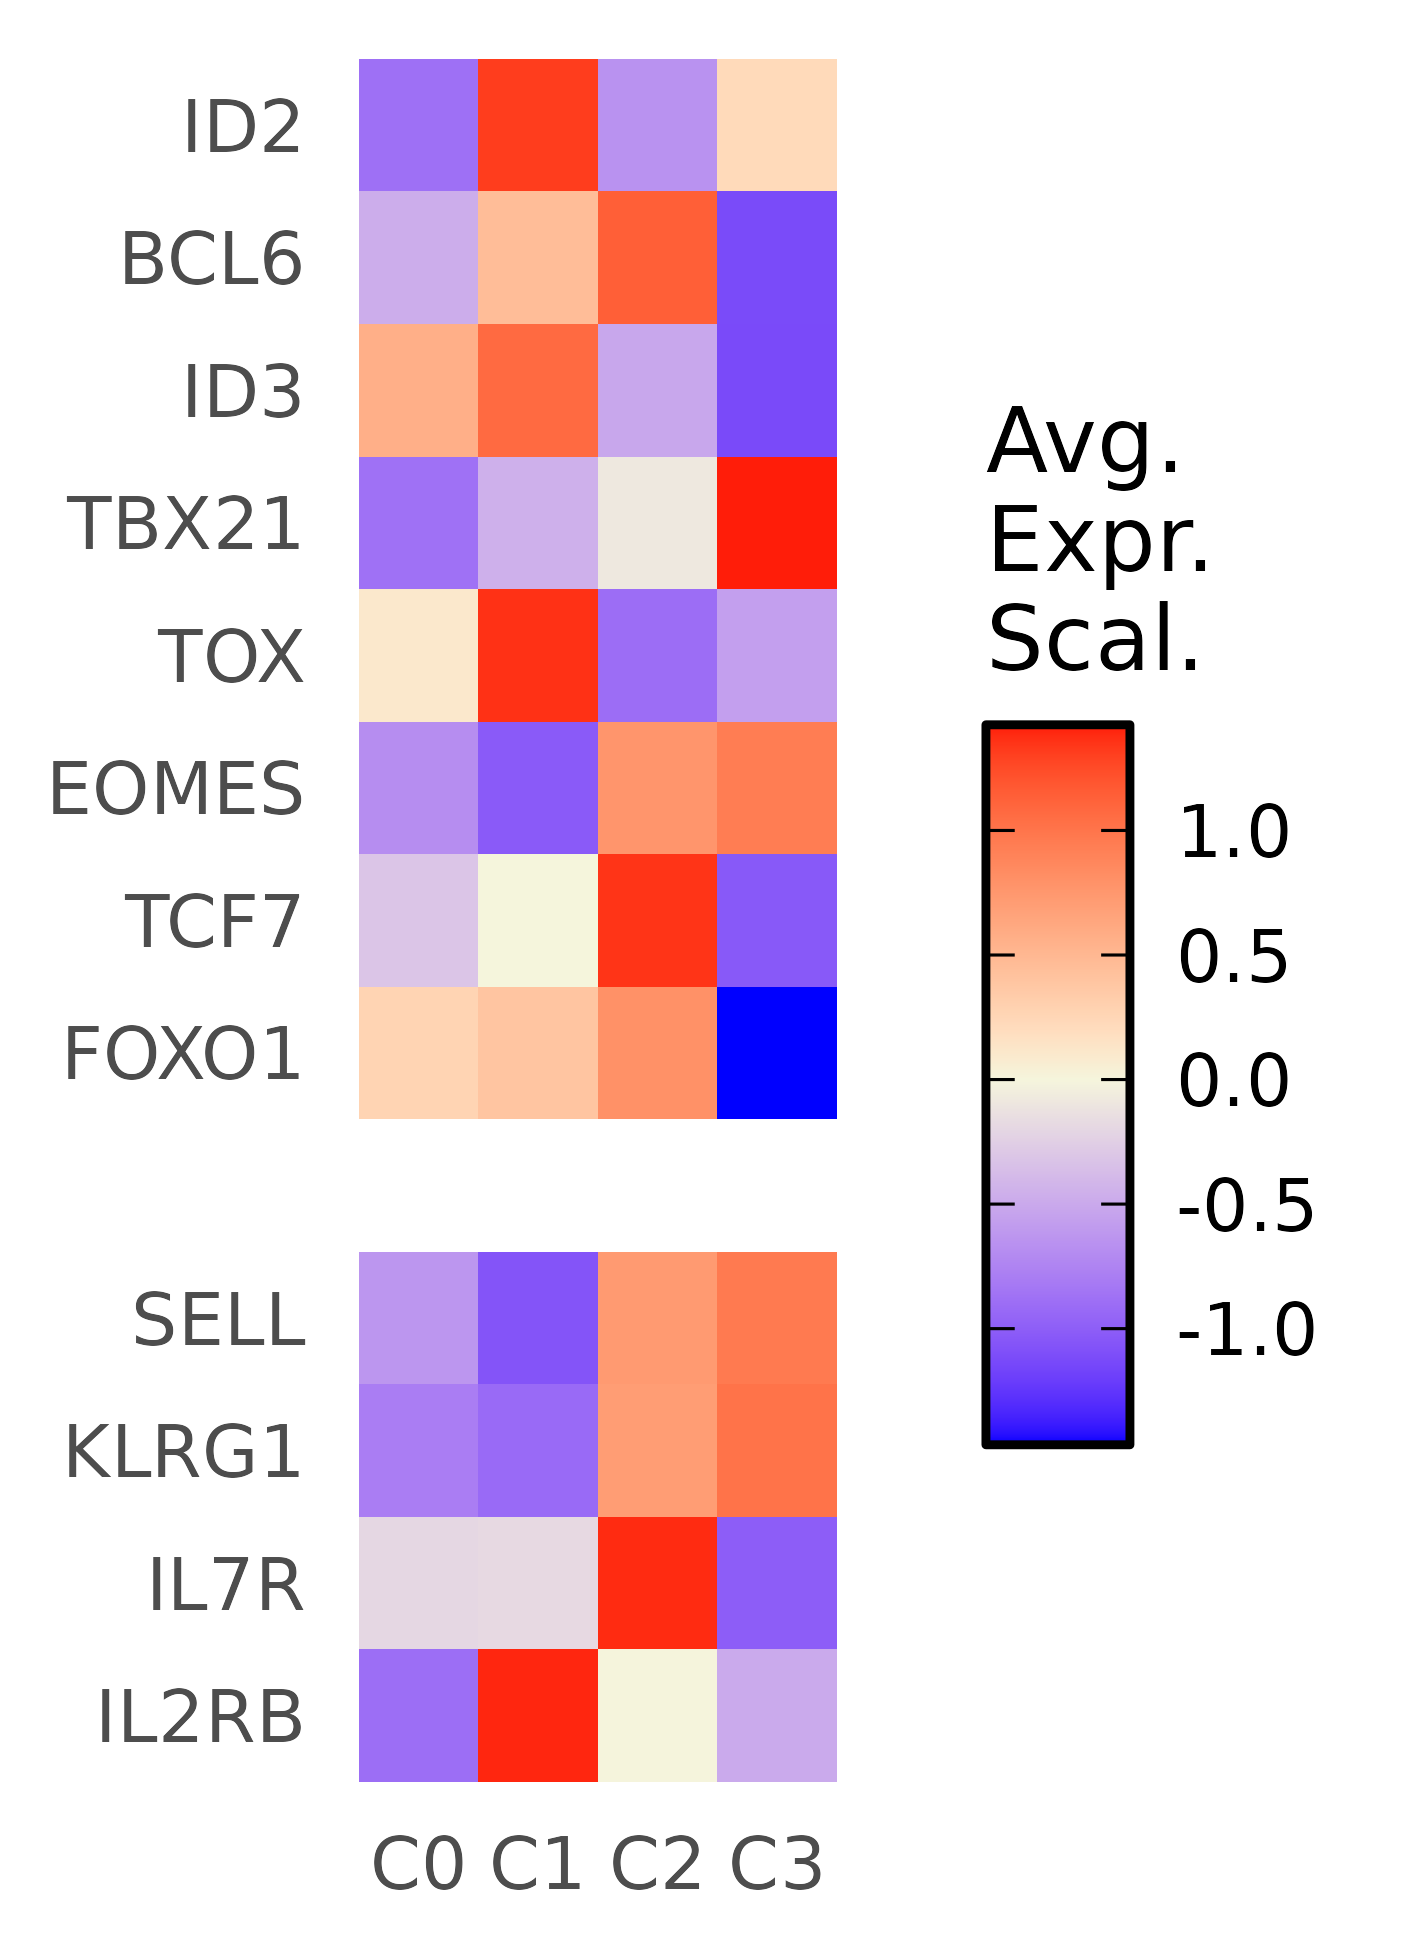 ID2
BCL6
ID3
TBX21
TOX
EOMES
TCF7
FOXO1
SELL
KLRG1
IL7R
IL2RB
C0 C1 C2 C3
Avg.
Expr.
Scal.
1.0
0.5
0.0
-0.5
-1.0